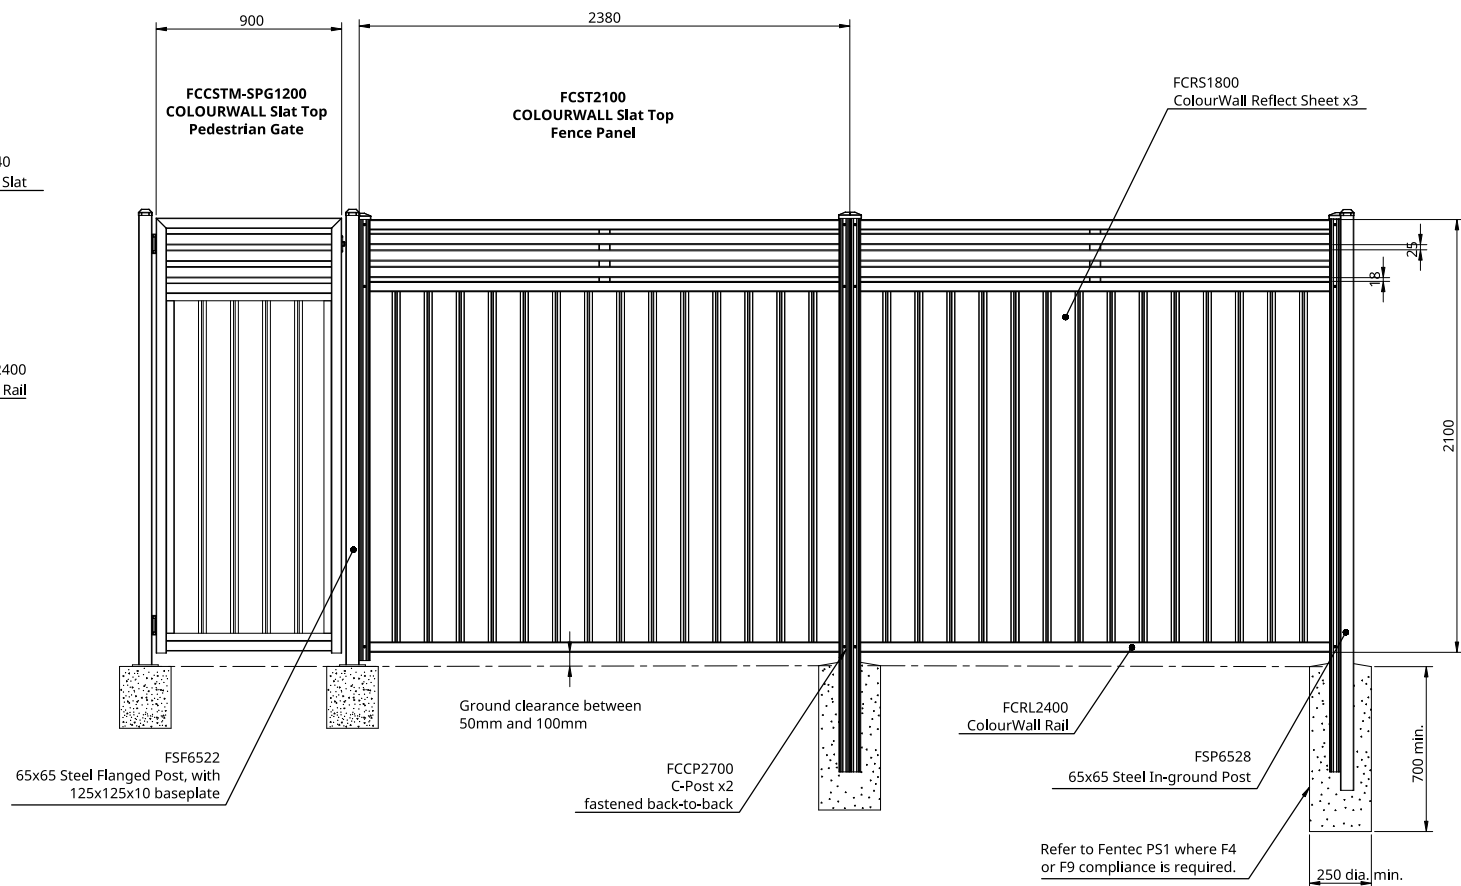 900
2380
FCCSTM-SPG1200
COLOURWALL Slat Top
Pedestrian Gate
FCST2100
COLOURWALL Slat Top
Fence Panel
FCRS1800
ColourWall Reflect Sheet x3
40
Slat
25
18
2400
Rail
2100
Ground clearance between
50mm and 100mm
FCRL2400
ColourWall Rail
FSF6522
65x65 Steel Flanged Post, with
125x125x10 baseplate
FCCP2700
C-Post x2
fastened back-to-back
FSP6528
65x65 Steel In-ground Post
700 min.
Refer to Fentec PS1 where F4
or F9 compliance is required.
250 dia. min.